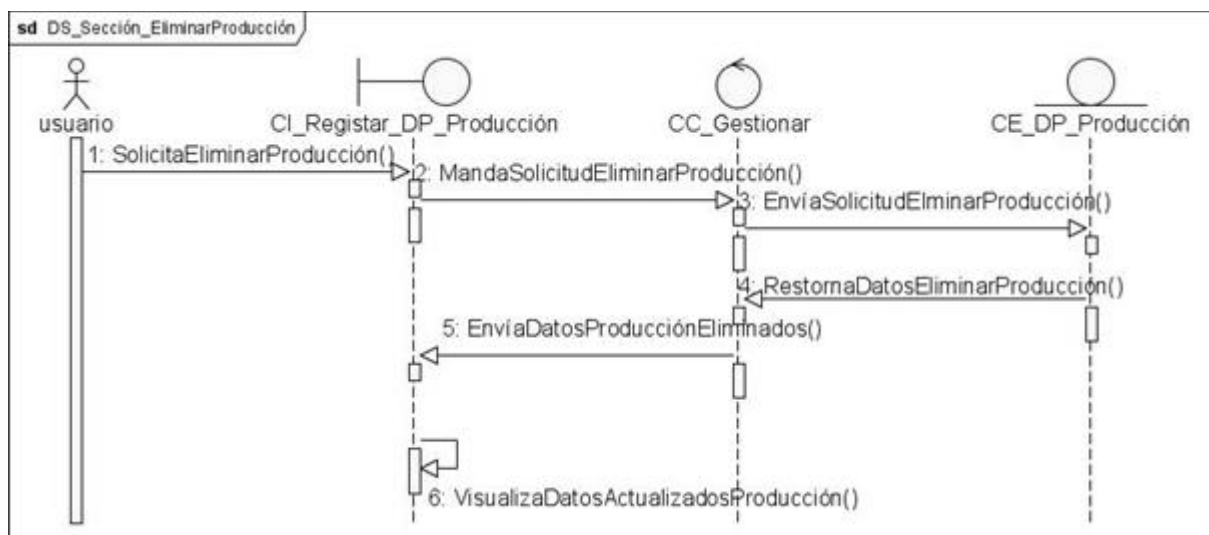 sd DS_Sección_EliminarProducción
usuario
CI_Registar_DP_Producción
CC_Gestionar
CE_DP_Producción
1: SolicitaEliminarProducción()
2: MandaSolicitudEliminarProducción()
3: EnvíaSolicitudElminarProducción()
4: RestornaDatosEliminarProducción()
5: EnvíaDatosProducciónEliminados()
6: VisualizaDatosActualizadosProducción()